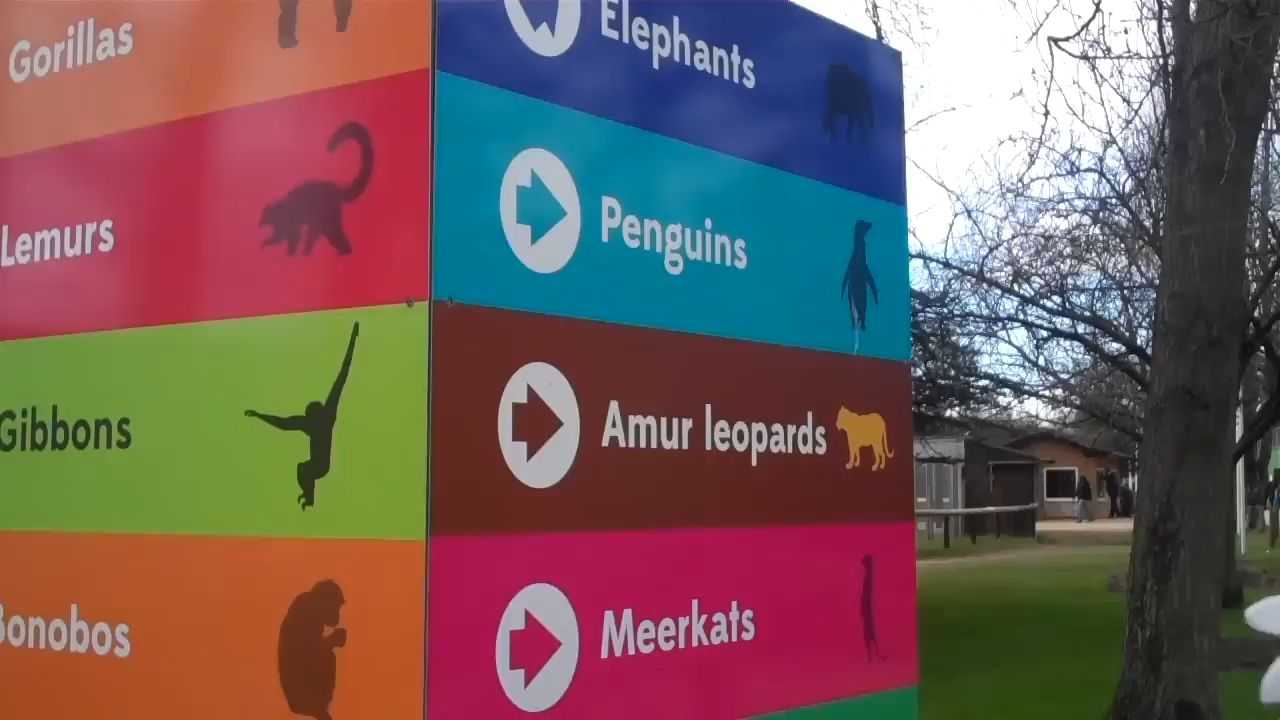 Gorillas
Lemurs
Gibbons
Bonobos
Elephants
Penguins
Amur leopards
Meerkats